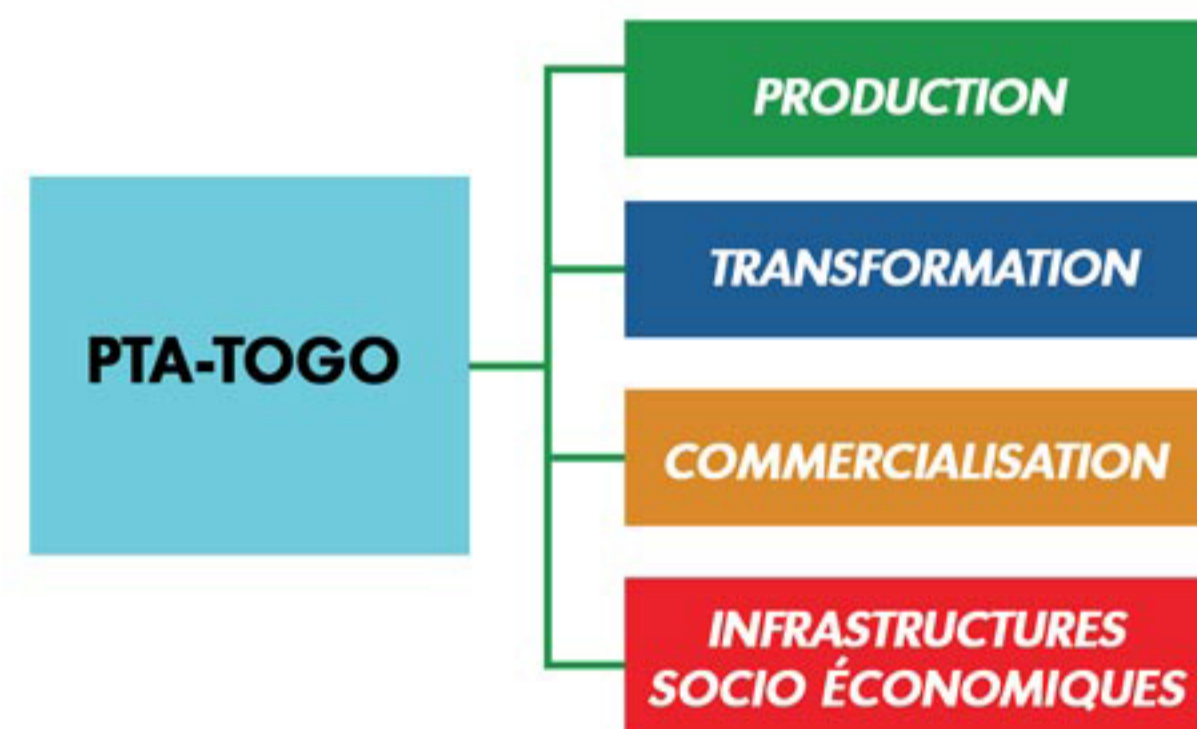 PTA-TOGO
PRODUCTION
TRANSFORMATION
COMMERCIALISATION
INFRASTRUCTURES
SOCIO ÉCONOMIQUES